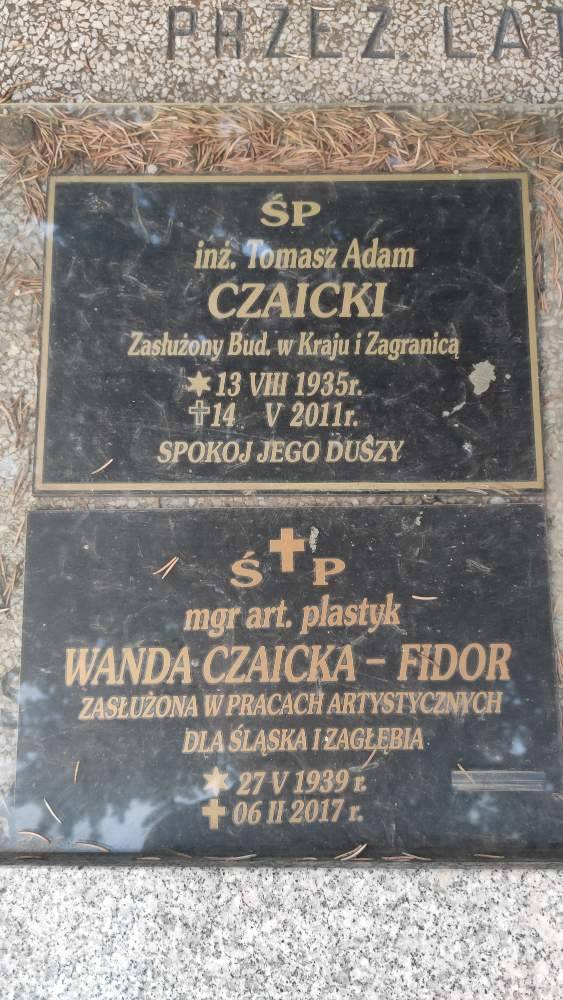 PRZEZ LAT
ŚP
inż. Tomasz Adam
CZAICKI
Zasłużony Bud. w Kraju i Zagranicą
13 VIII 1935r.
14 V 2011r.
SPOKOJ JEGO DUSZY
Ś P
mgr art. plastyk
WANDA CZAICKA – FIDOR
ZASŁUŻONA W PRACACH ARTYSTYCZNYCH
DLA ŚLĄSKA I ZAGŁĘBIA
27 V 1939 r.
06 II 2017 r.